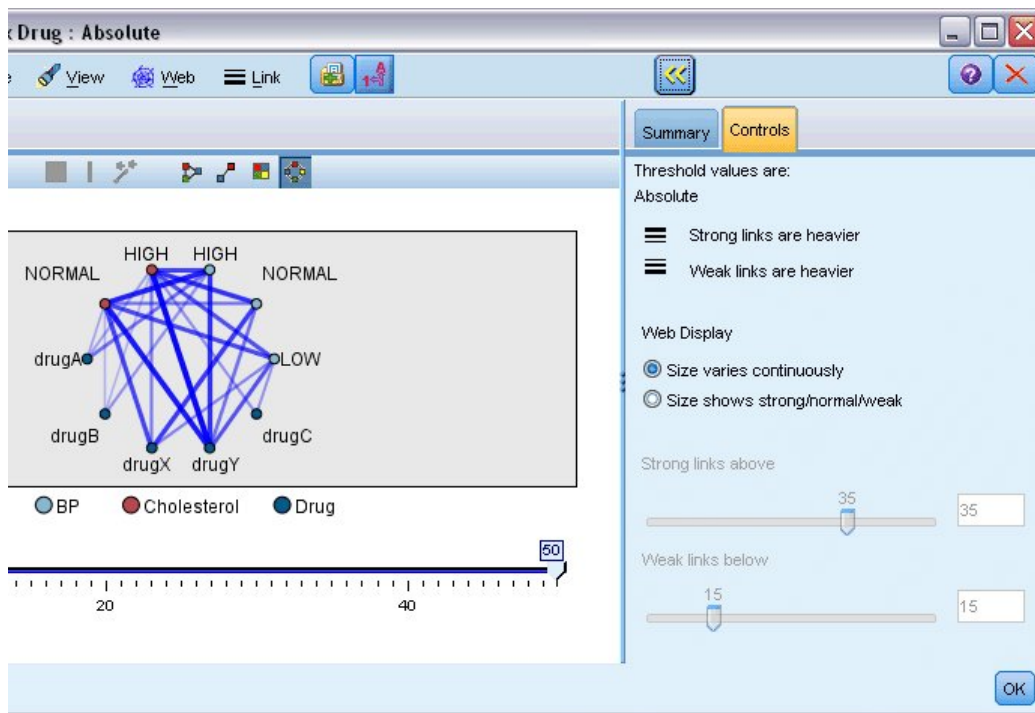 x Drug : Absolute
e View Web Link
Summary Controls
Threshold values are:
Absolute
Strong links are heavier
Weak links are heavier
Web Display
Size varies continuously
Size shows strong/normal/weak
Strong links above
35
35
Weak links below
15
15
HIGH HIGH
NORMAL NORMAL
drugA LOW
drugB drugC
drugX drugY
BP Cholesterol Drug
50
20 40
OK